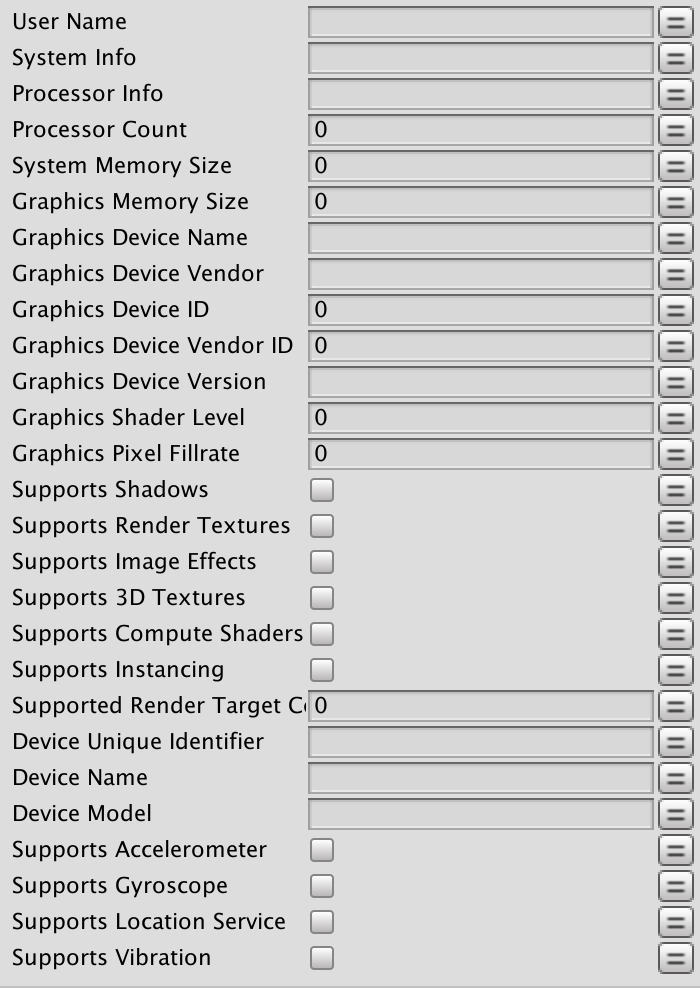 User Name
System Info
Processor Info
Processor Count 0
System Memory Size 0
Graphics Memory Size 0
Graphics Device Name
Graphics Device Vendor
Graphics Device ID 0
Graphics Device Vendor ID 0
Graphics Device Version
Graphics Shader Level 0
Graphics Pixel Fillrate 0
Supports Shadows
Supports Render Textures
Supports Image Effects
Supports 3D Textures
Supports Compute Shaders
Supports Instancing
Supported Render Target 0
Device Unique Identifier
Device Name
Device Model
Supports Accelerometer
Supports Gyroscope
Supports Location Service
Supports Vibration